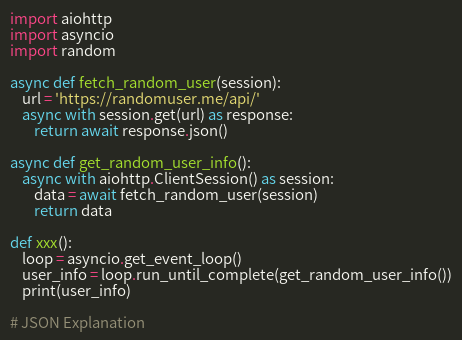 import aiohttp
import asyncio
import random

async def fetch_random_user(session):
    url = 'https://randomuser.me/api/'
    async with session.get(url) as response:
        return await response.json()

async def get_random_user_info():
    async with aiohttp.ClientSession() as session:
        data = await fetch_random_user(session)
        return data

def xxx():
    loop = asyncio.get_event_loop()
    user_info = loop.run_until_complete(get_random_user_info())
    print(user_info)

# JSON Explanation